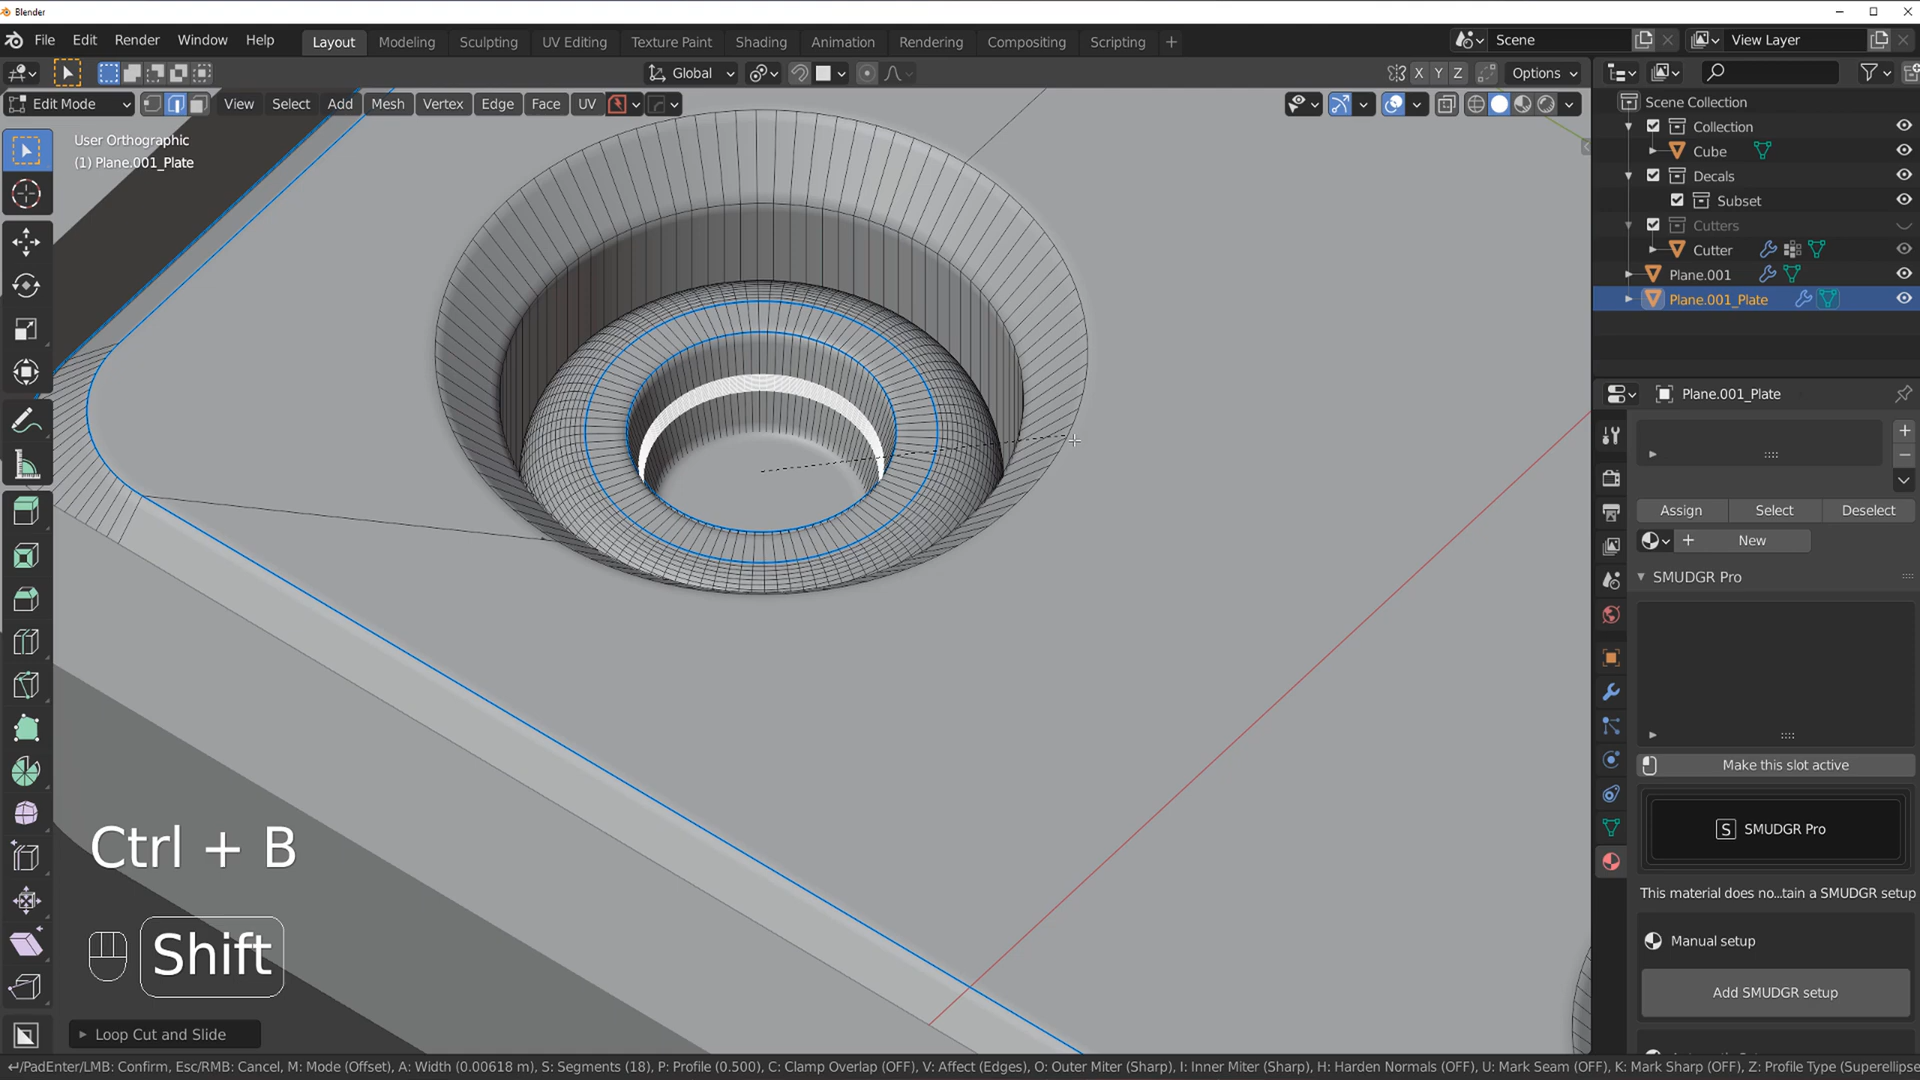 Blender
File Edit Render Window Help Layout Modeling Sculpting UV Editing Texture Paint Shading Animation Rendering Compositing Scripting + Scene View Layer
Global X Y Z Options
Edit Mode View Select Add Mesh Vertex Edge Face UV
User Orthographic
(1) Plane.001_Plate
Scene Collection
Collection
Cube
Decals
Subset
Cutters
Cutter
Plane.001
Plane.001_Plate
Plane.001_Plate
Assign Select Deselect
New
SMUDGR Pro
Make this slot active
S SMUDGR Pro
This material does no...tain a SMUDGR setup
Manual setup
Add SMUDGR setup
Ctrl + B
Shift
Loop Cut and Slide
↵/PadEnter/LMB: Confirm, Esc/RMB: Cancel, M: Mode (Offset), A: Width (0.00618 m), S: Segments (18), P: Profile (0.500), C: Clamp Overlap (OFF), V: Affect (Edges), O: Outer Miter (Sharp), I: Inner Miter (Sharp), H: Harden Normals (OFF), U: Mark Seam (OFF), K: Mark Sharp (OFF), Z: Profile Type (Superellipse